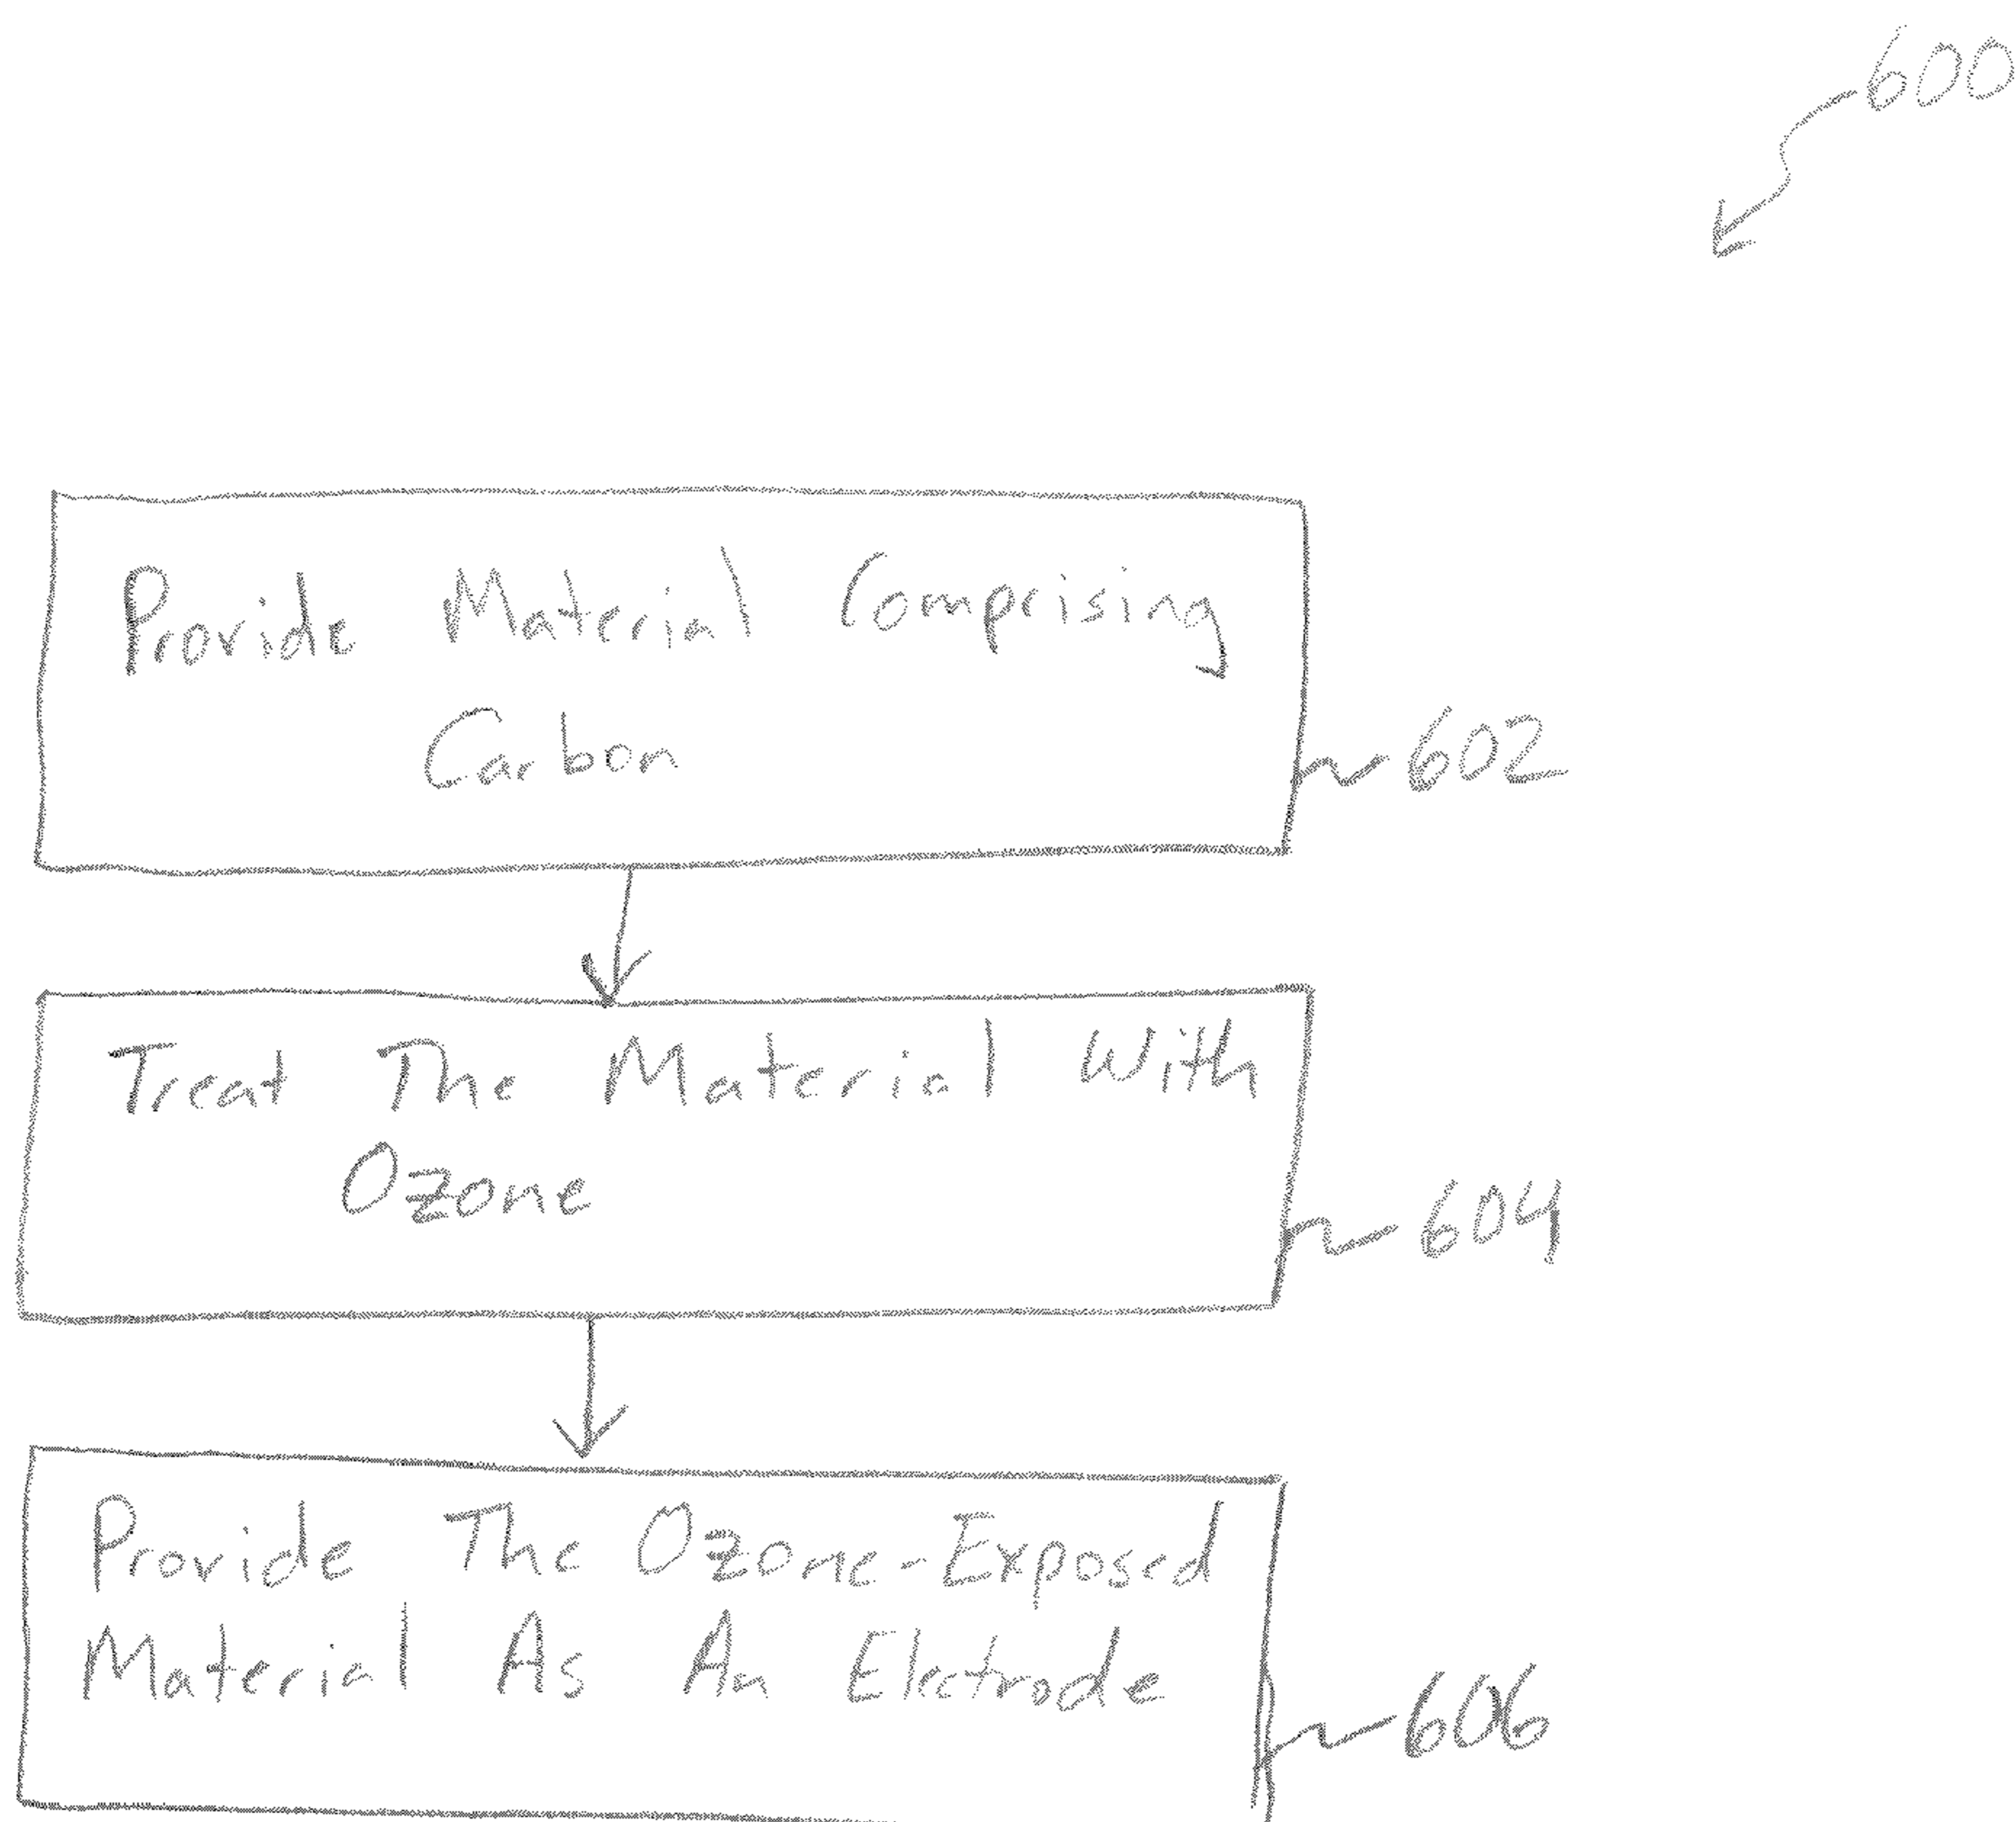 600
Provide Material Comprising
Carbon
602
Treat The Material With
Ozone
604
Provide The Ozone-Exposed
Material As An Electrode
606